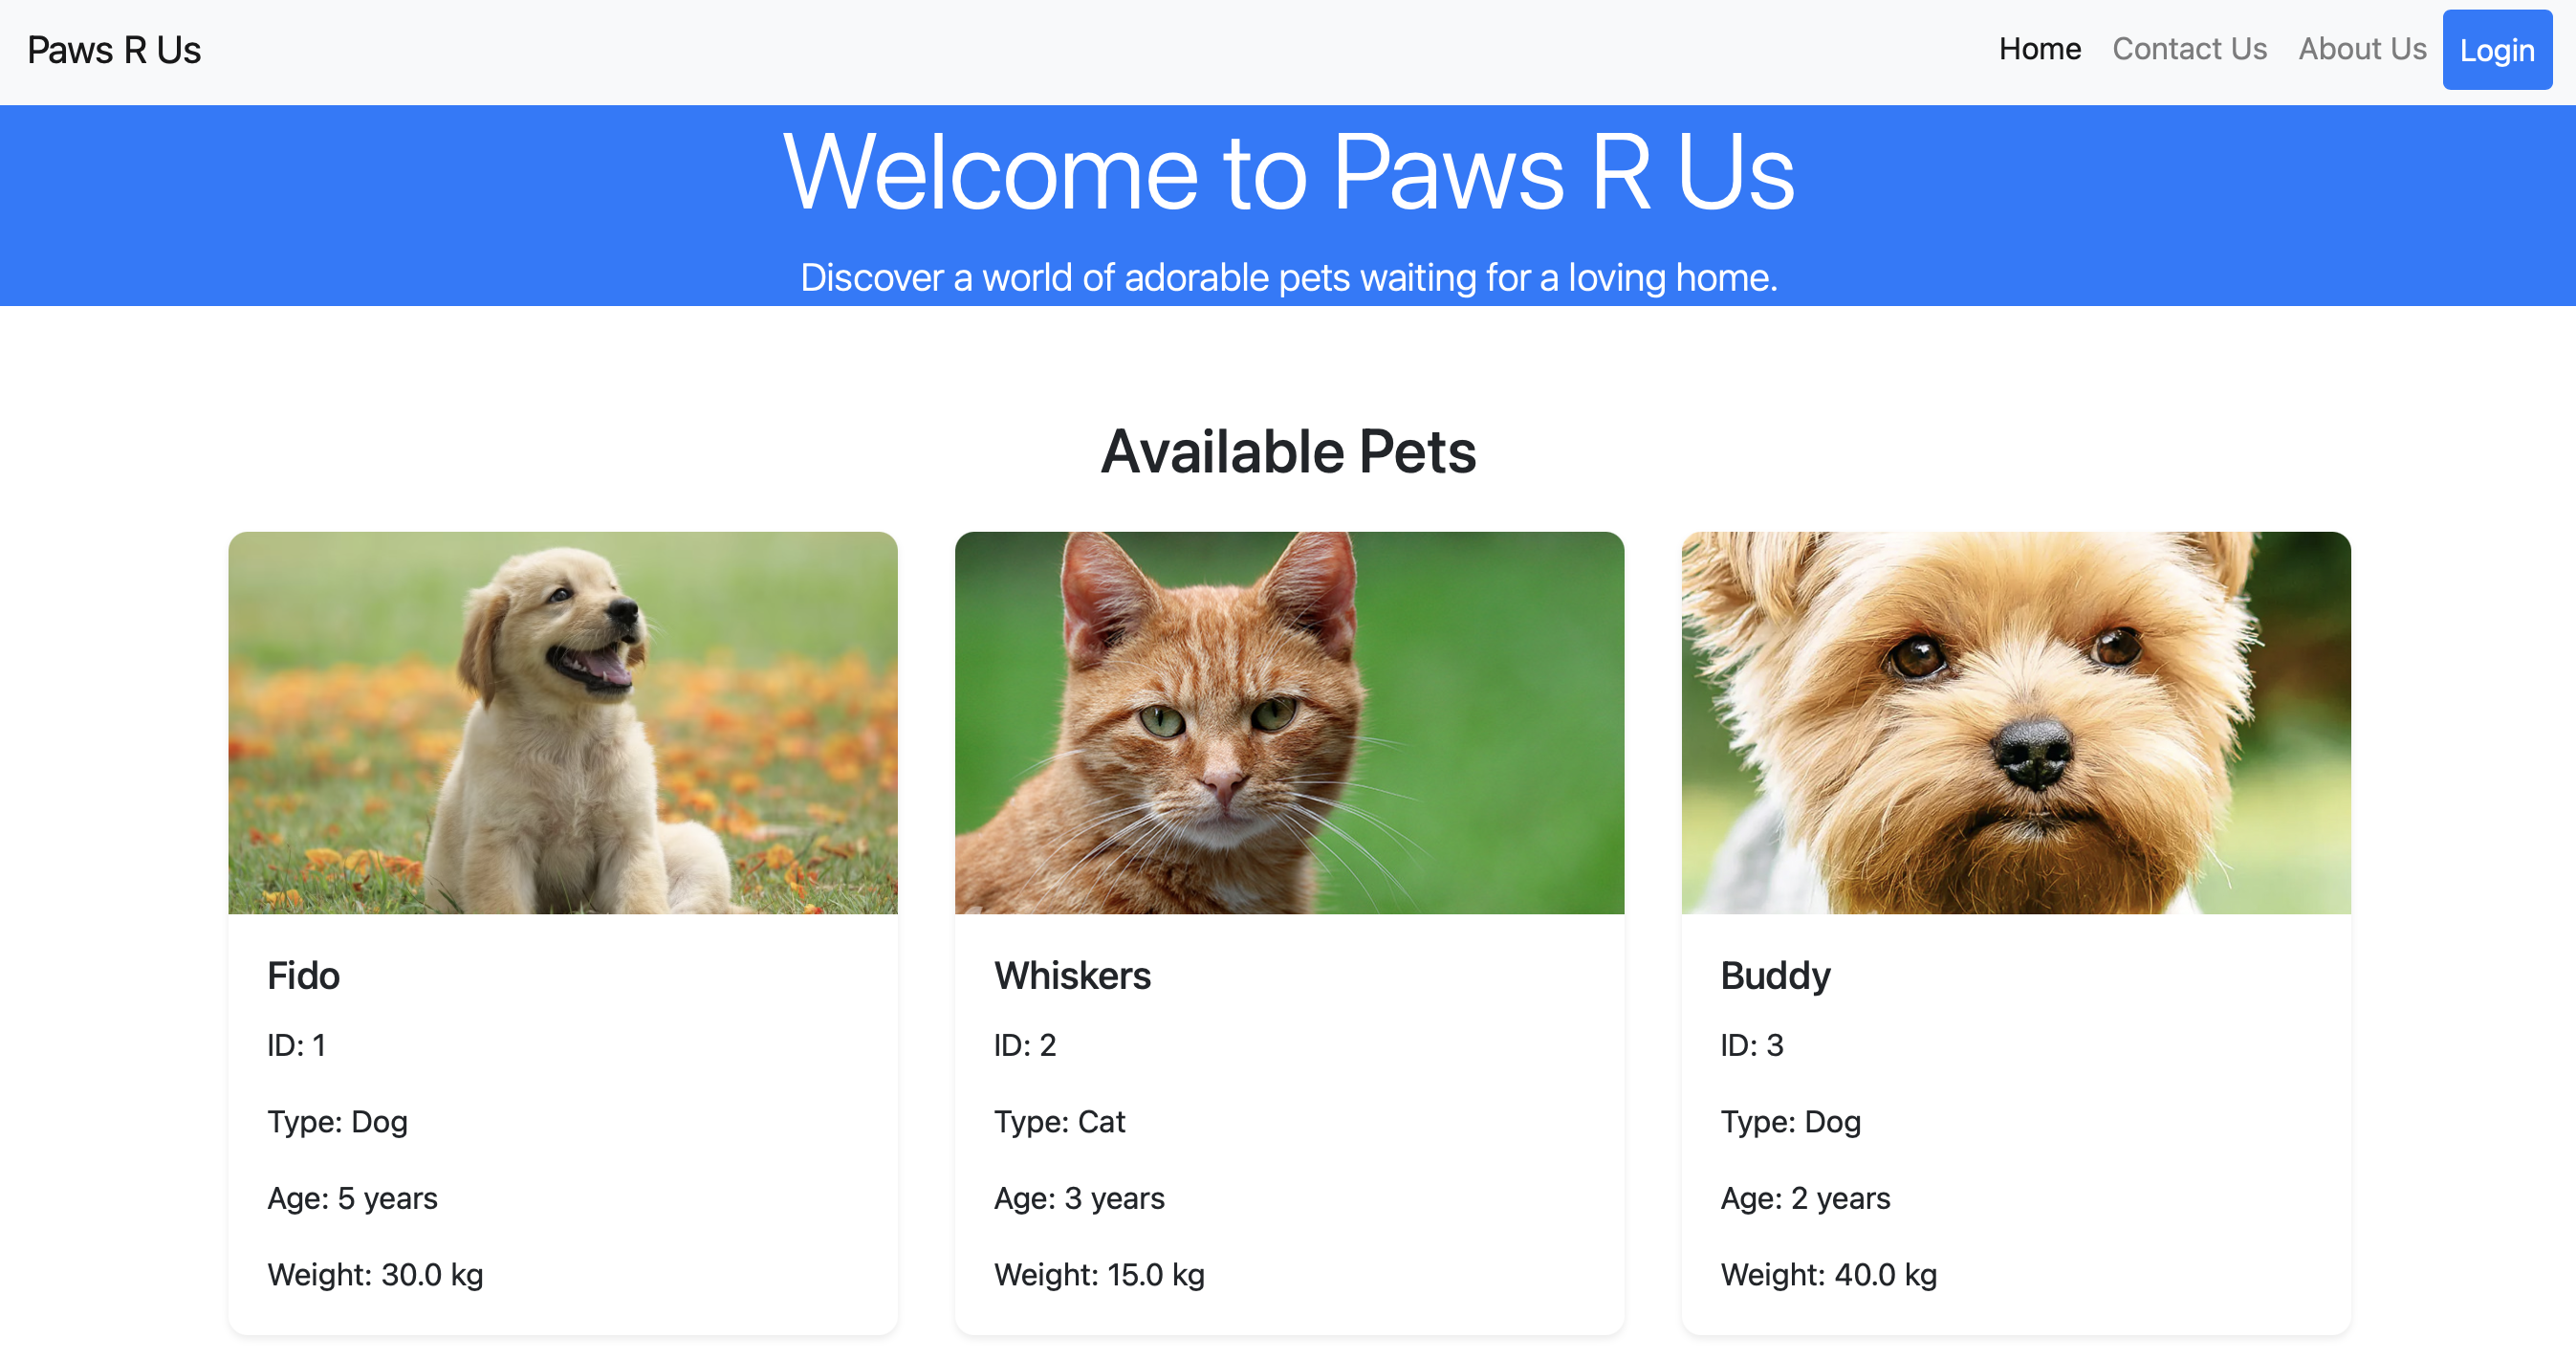 Paws R Us
Home Contact Us About Us Login
Welcome to Paws R Us
Discover a world of adorable pets waiting for a loving home.
Available Pets
Fido
ID: 1
Type: Dog
Age: 5 years
Weight: 30.0 kg
Whiskers
ID: 2
Type: Cat
Age: 3 years
Weight: 15.0 kg
Buddy
ID: 3
Type: Dog
Age: 2 years
Weight: 40.0 kg